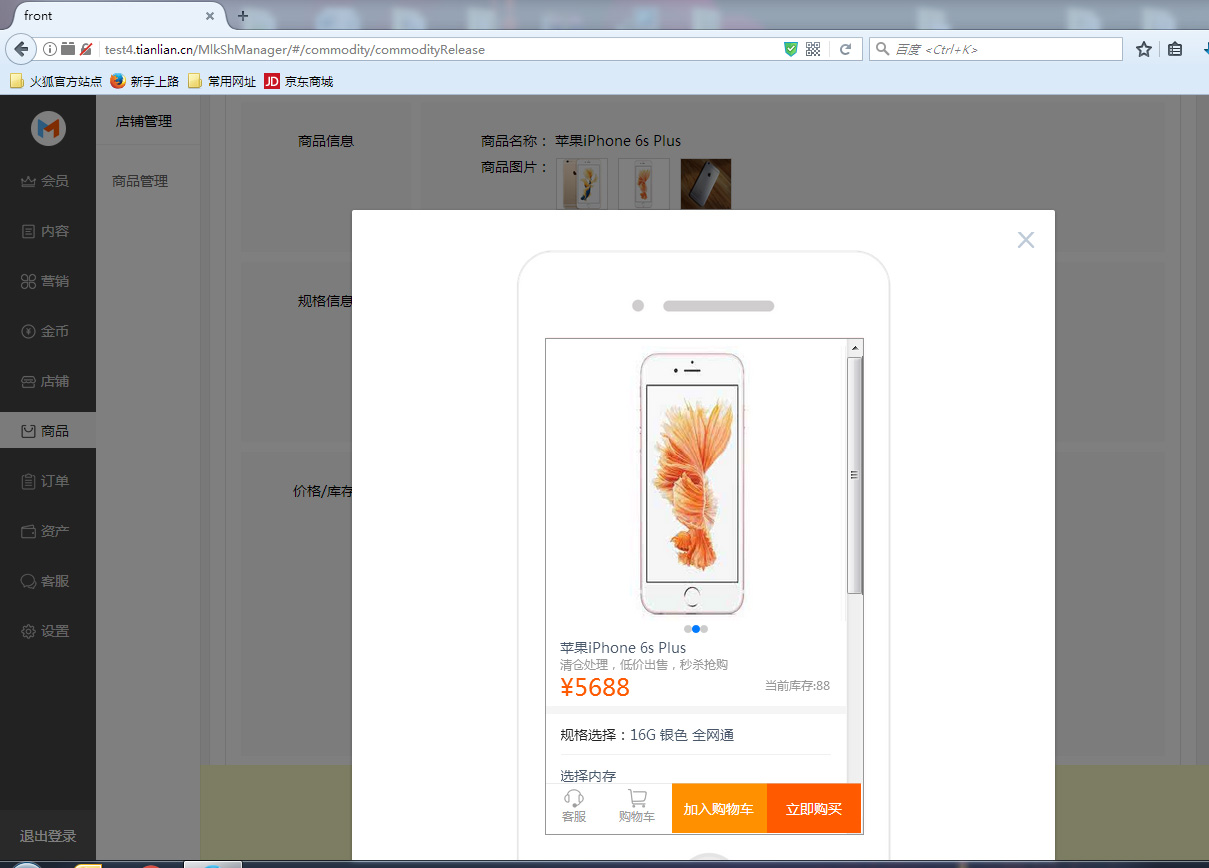 front
test4.tianlian.cn/MlkShManager/#/commodity/commodityRelease
百度 <Ctrl+K>
火狐官方站点 新手上路 常用网址 JD 京东商城
店铺管理
商品管理
会员
内容
营销
金币
店铺
商品
订单
资产
客服
设置
退出登录
商品信息
商品名称： 苹果iPhone 6s Plus
商品图片：
规格信息
价格/库存
苹果iPhone 6s Plus
清仓处理，低价出售，秒杀抢购
¥5688
当前库存:88
规格选择：16G 银色 全网通
选择内存
客服
购物车
加入购物车
立即购买